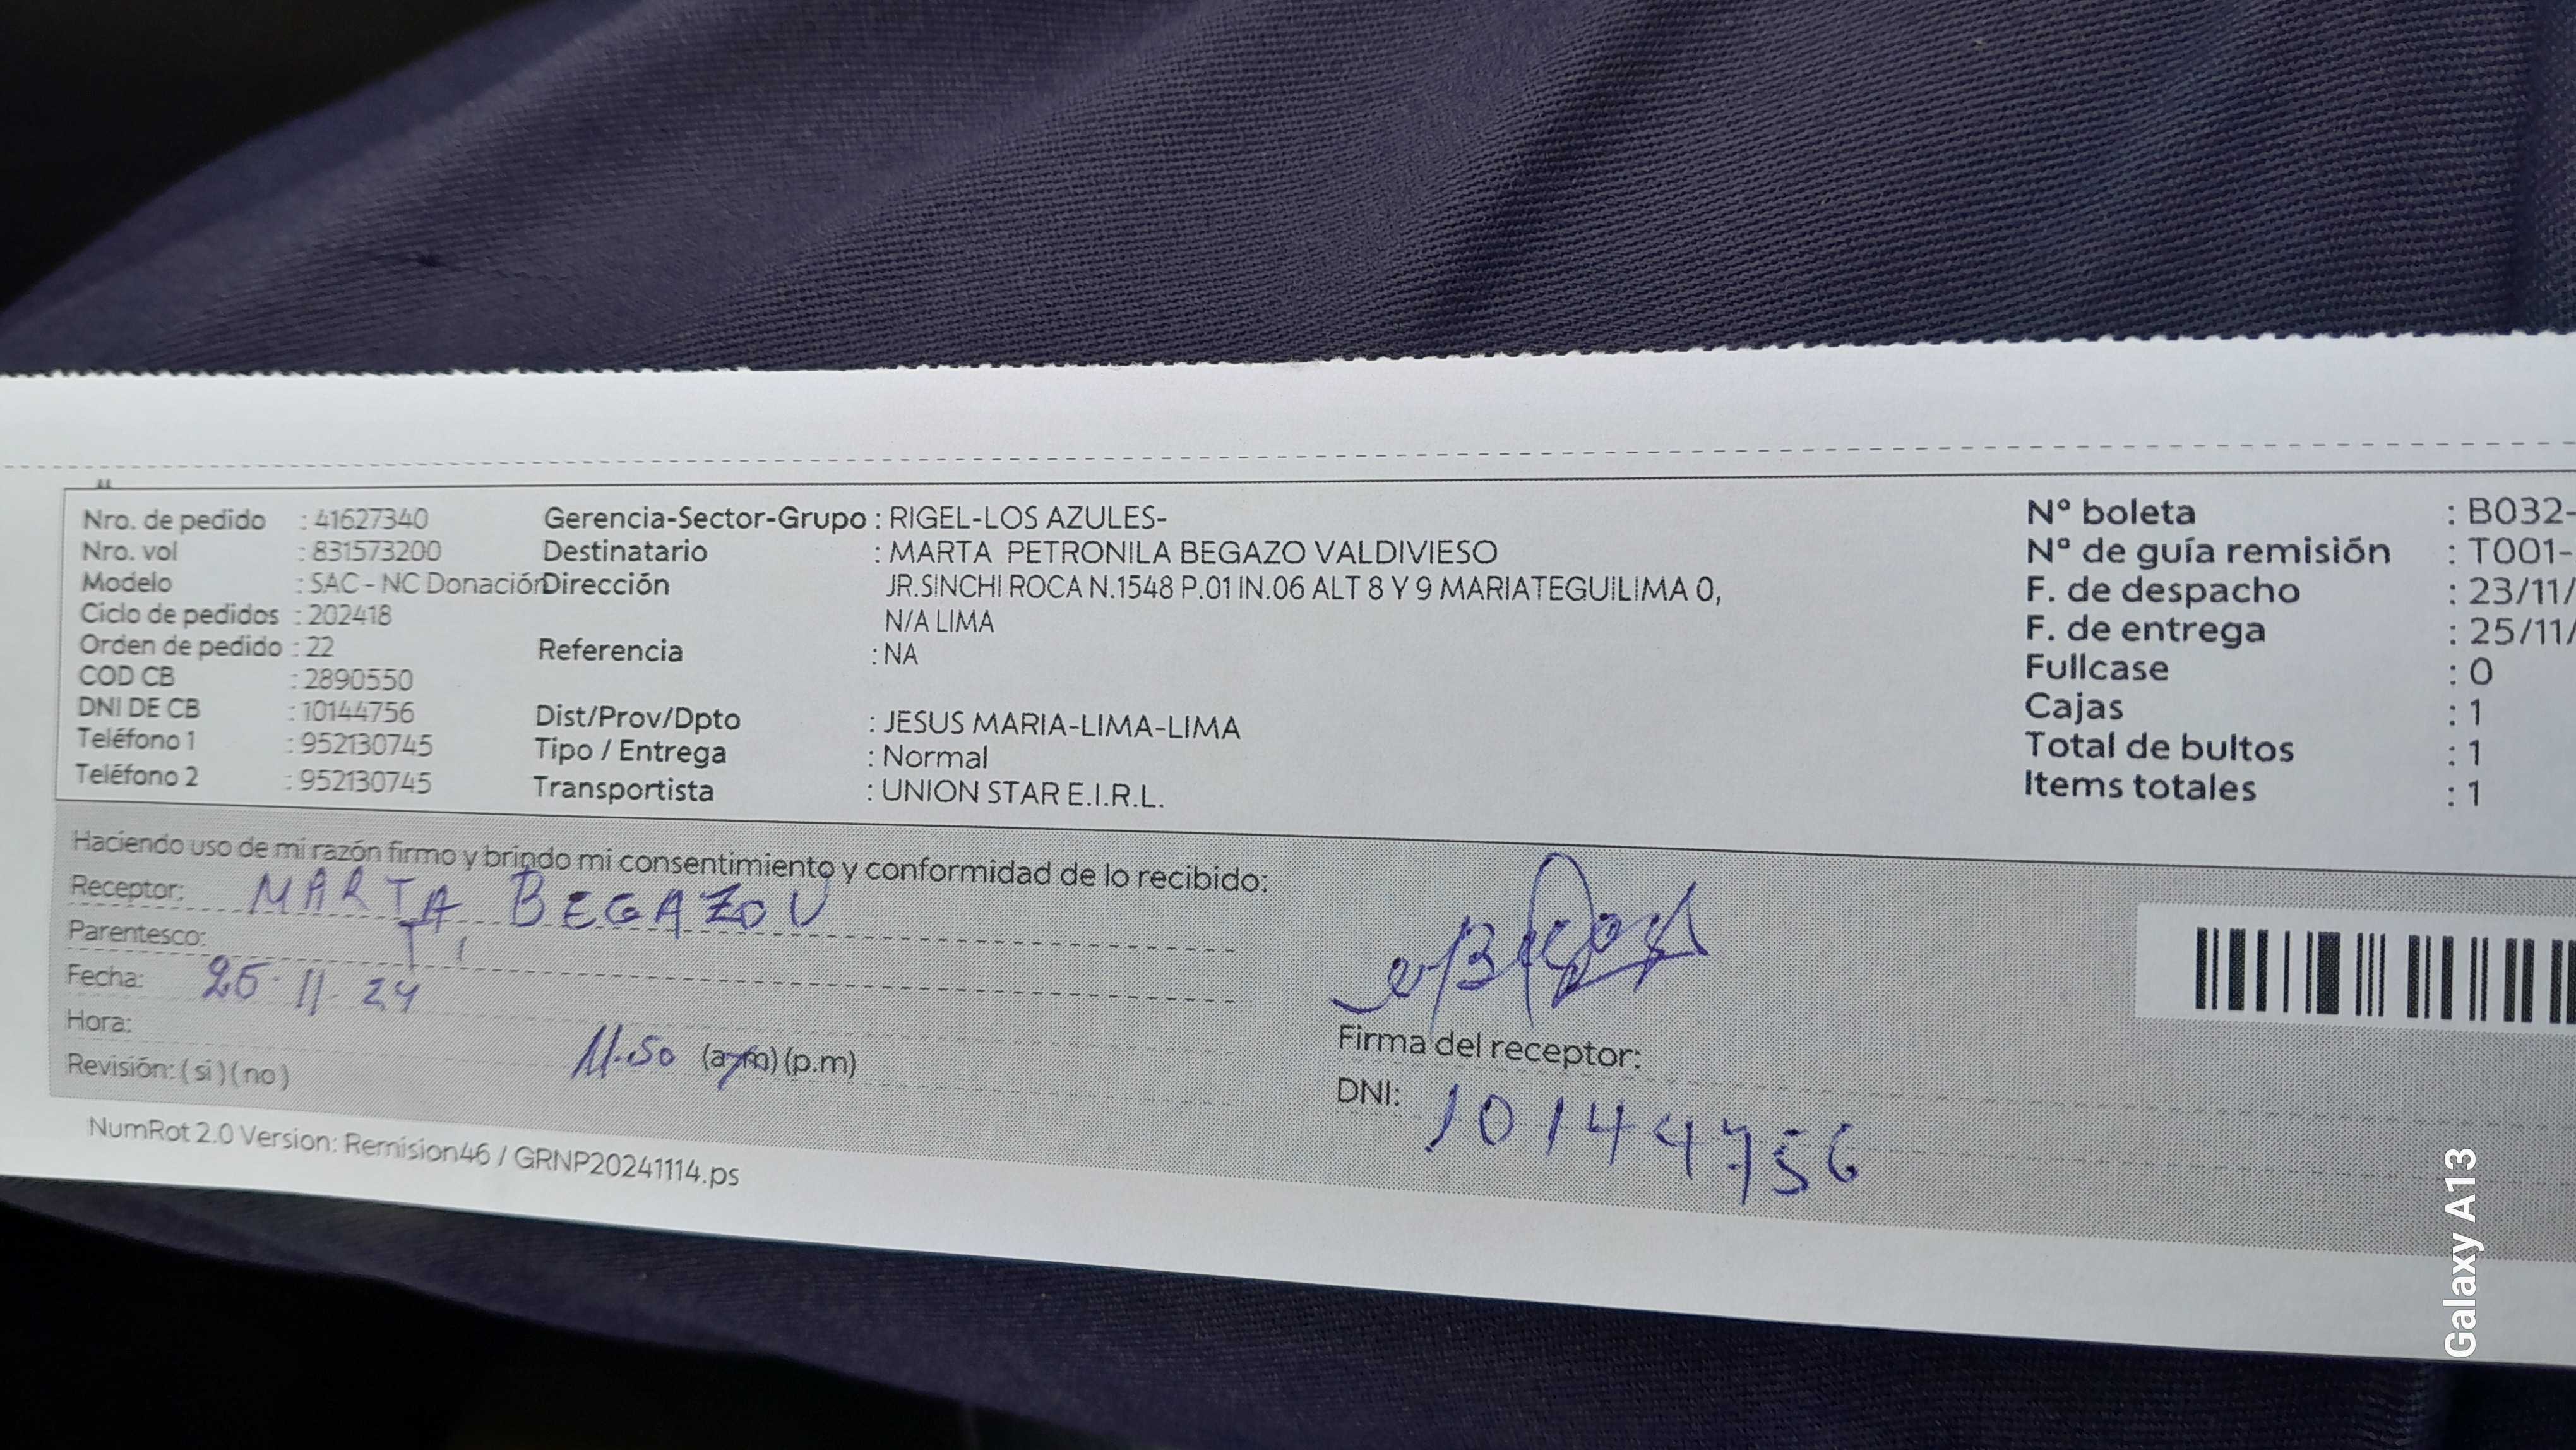 Nro. de pedido : 41627340
Nro. vol : 831573200
Modelo : SAC - NC Donación
Ciclo de pedidos : 202418
Orden de pedido : 22
COD CB : 2890550
DNI DE CB : 10144756
Teléfono 1 : 952130745
Teléfono 2 : 952130745
Gerencia-Sector-Grupo : RIGEL-LOS AZULES-
Destinatario : MARTA PETRONILA BEGAZO VALDIVIESO
Dirección JR.SINCHI ROCA N.1548 P.01 IN.06 ALT 8 Y 9 MARIATEGUILIMA 0,
N/A LIMA
Referencia : NA
Dist/Prov/Dpto : JESUS MARIA-LIMA-LIMA
Tipo / Entrega : Normal
Transportista : UNION STAR E.I.R.L.
Nº boleta : B032-
Nº de guía remisión : T001-
F. de despacho : 23/11/
F. de entrega : 25/11/
Fullcase : 0
Cajas : 1
Total de bultos : 1
Items totales : 1
Haciendo uso de mi razón firmo y brindo mi consentimiento y conformidad de lo recibido:
Receptor: MARTA BEGAZO V
Parentesco: T,
Fecha: 25-11-24
Hora: 11.50 (a.m) (p.m)
Revisión: (si) (no)
Firma del receptor:
DNI: 10144756
NumRot 2.0 Version: Remision46 / GRNP20241114.ps
Galaxy A13